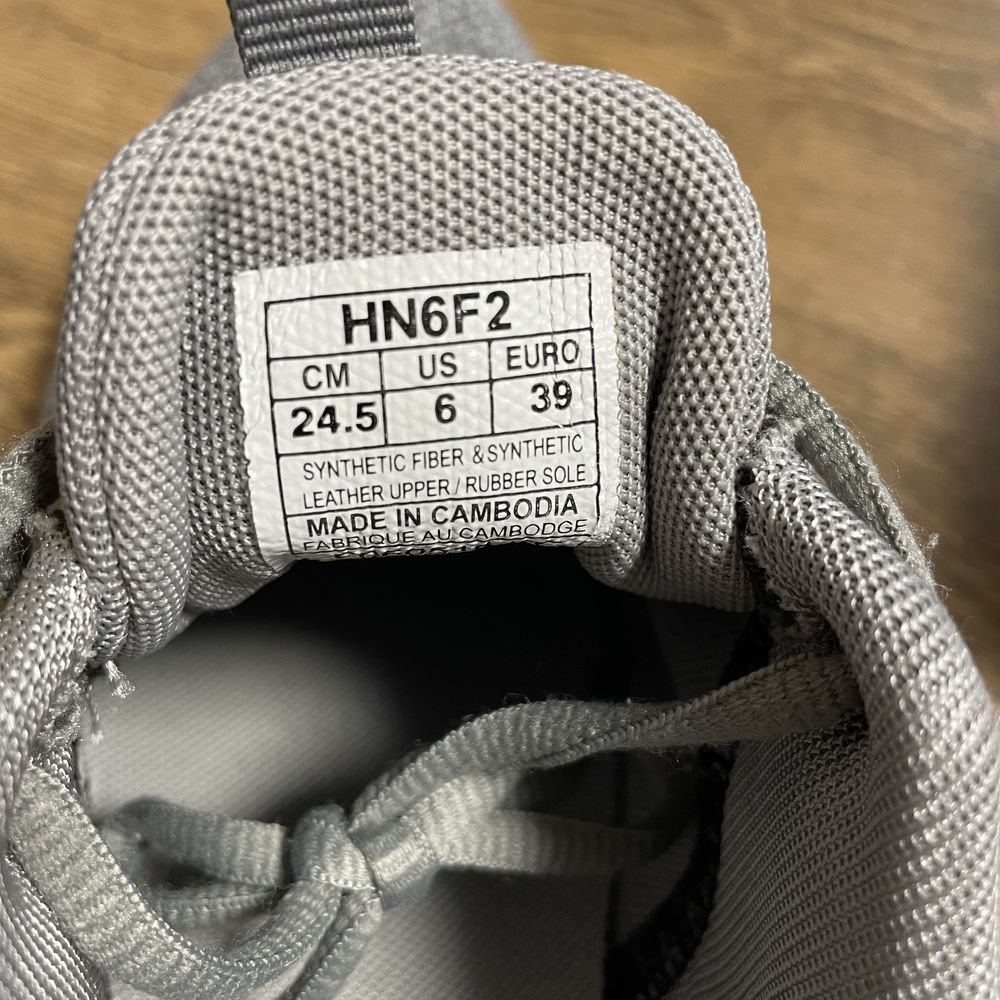 HN6F2
CM US EURO
24.5 6 39
SYNTHETIC FIBER & SYNTHETIC
LEATHER UPPER / RUBBER SOLE
MADE IN CAMBODIA
FABRIQUE AU CAMBODGE